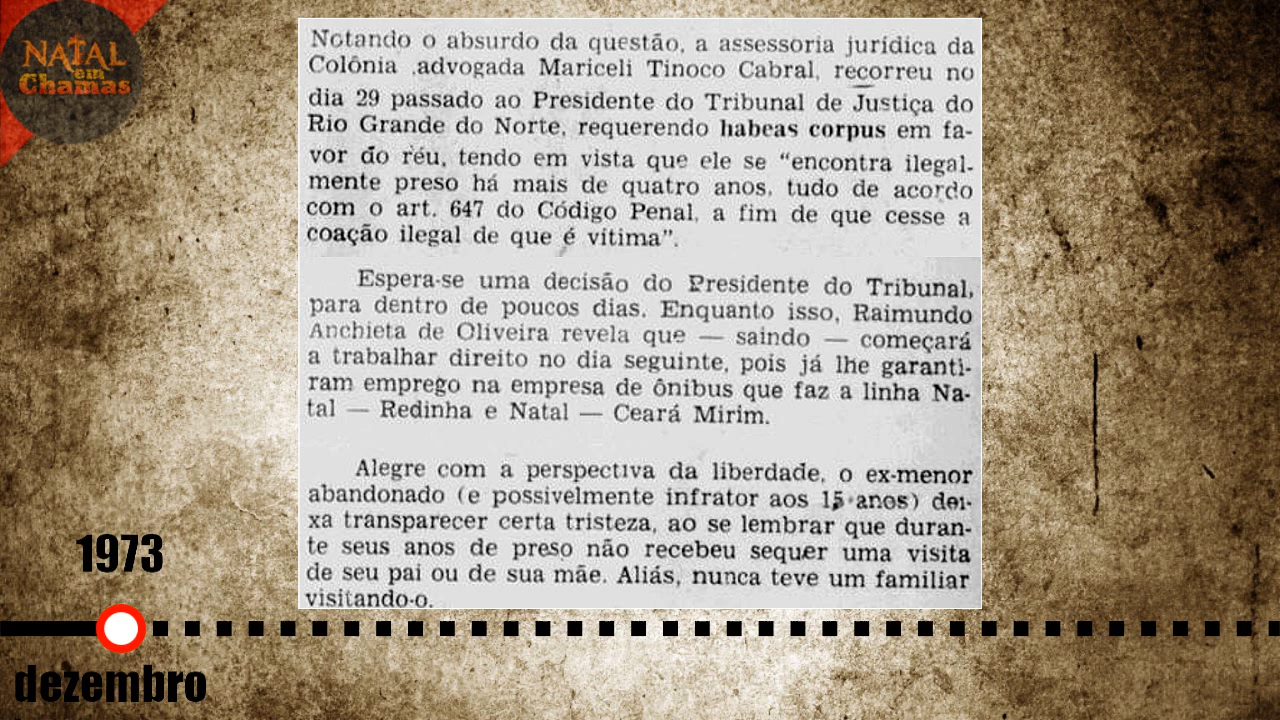 NATAL
em
Chamas
Notando o absurdo da questão, a assessoria jurídica da
Colônia ,advogada Mariceli Tinoco Cabral, recorreu no
dia 29 passado ao Presidente do Tribunal de Justiça do
Rio Grande do Norte, requerendo habeas corpus em fa-
vor do réu, tendo em vista que ele se “encontra ilegal-
mente preso há mais de quatro anos, tudo de acordo
com o art. 647 do Código Penal, a fim de que cesse a
coação ilegal de que é vítima”.
Espera-se uma decisão do Presidente do Tribunal,
para dentro de poucos dias. Enquanto isso, Raimundo
Anchieta de Oliveira revela que — saindo — começará
a trabalhar direito no dia seguinte, pois já lhe garanti-
ram emprego na empresa de ônibus que faz a linha Na-
tal — Redinha e Natal — Ceará Mirim.
Alegre com a perspectiva da liberdade, o ex-menor
abandonado (e possivelmente infrator aos 15 anos) dei-
xa transparecer certa tristeza, ao se lembrar que duran-
te seus anos de preso não recebeu sequer uma visita
de seu pai ou de sua mãe. Aliás, nunca teve um familiar
visitando-o.
1973
dezembro